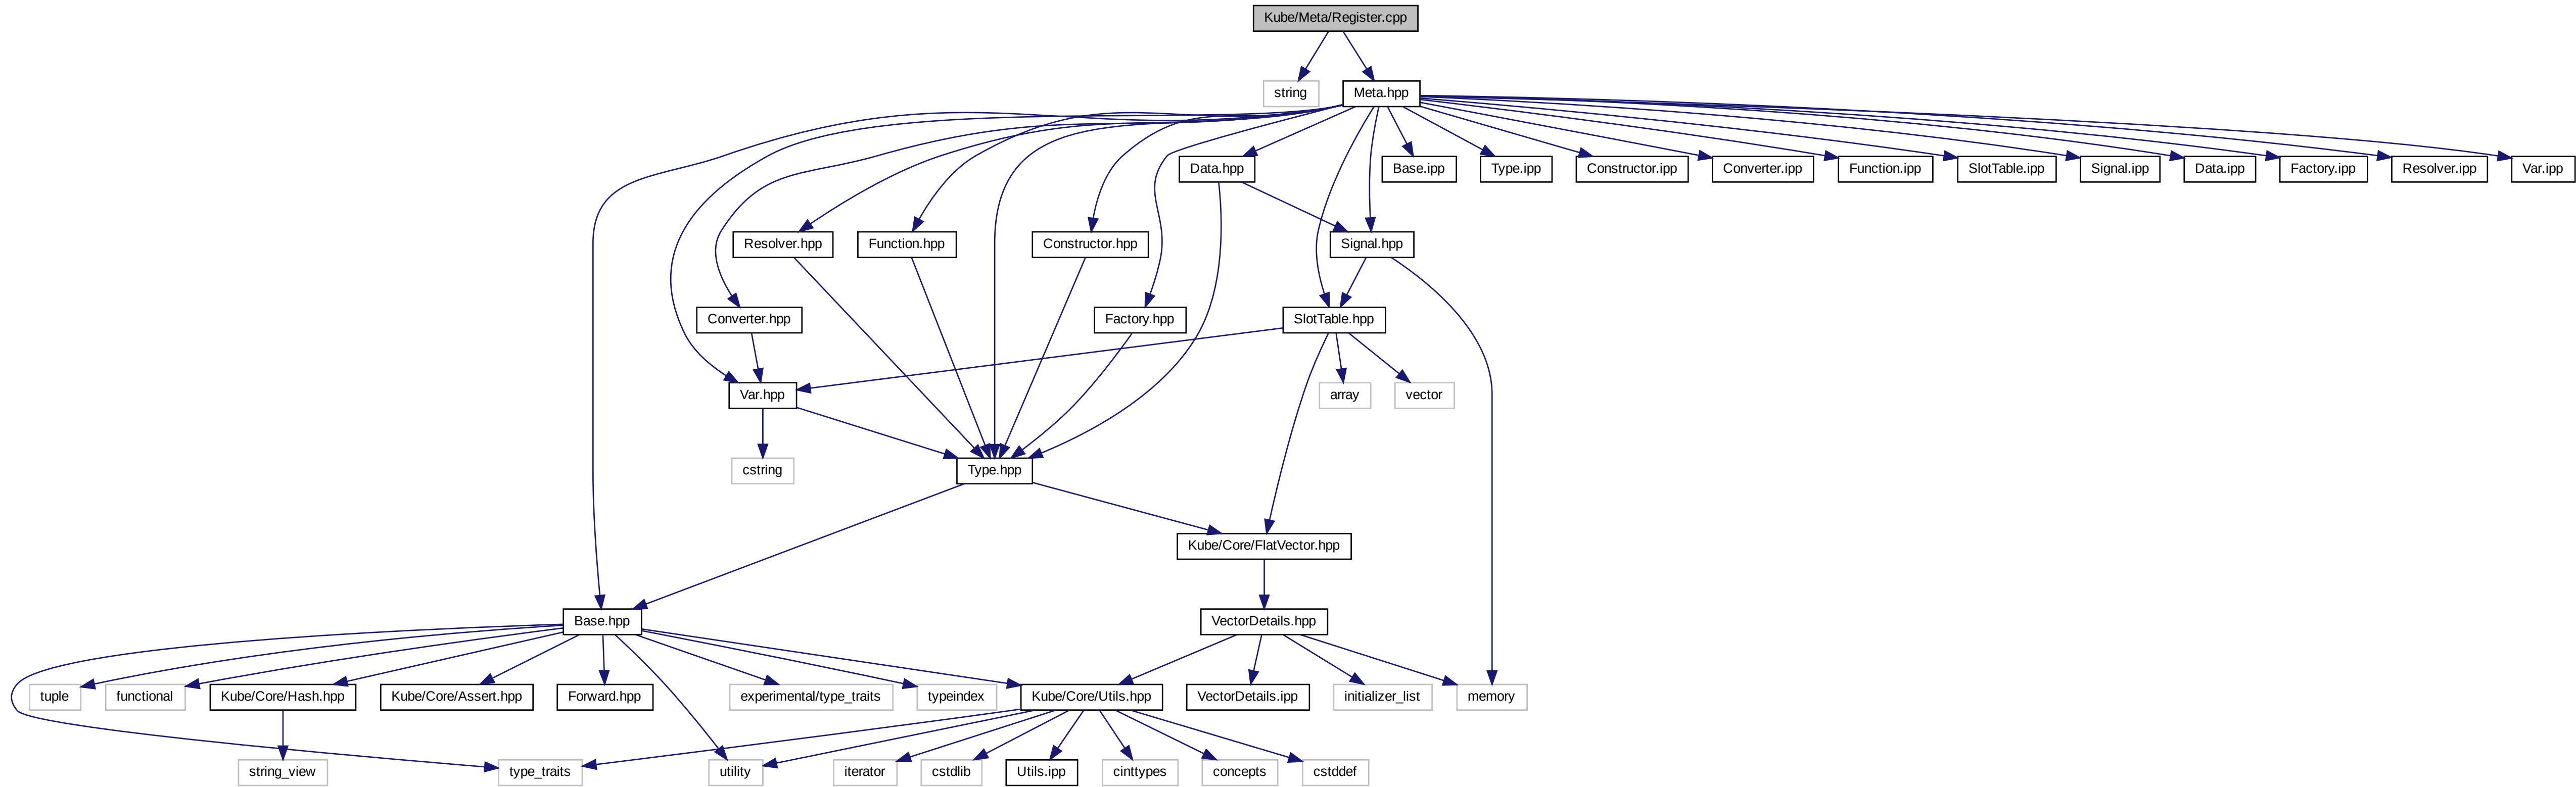 Kube/Meta/Register.cpp
string
Meta.hpp
Data.hpp
Base.ipp
Type.ipp
Constructor.ipp
Converter.ipp
Function.ipp
SlotTable.ipp
Signal.ipp
Data.ipp
Factory.ipp
Resolver.ipp
Var.ipp
Resolver.hpp
Function.hpp
Constructor.hpp
Signal.hpp
Converter.hpp
Factory.hpp
SlotTable.hpp
Var.hpp
array
vector
cstring
Type.hpp
Kube/Core/FlatVector.hpp
Base.hpp
VectorDetails.hpp
tuple
functional
Kube/Core/Hash.hpp
Kube/Core/Assert.hpp
Forward.hpp
experimental/type_traits
typeindex
Kube/Core/Utils.hpp
VectorDetails.ipp
initializer_list
memory
string_view
type_traits
utility
iterator
cstdlib
Utils.ipp
cinttypes
concepts
cstddef